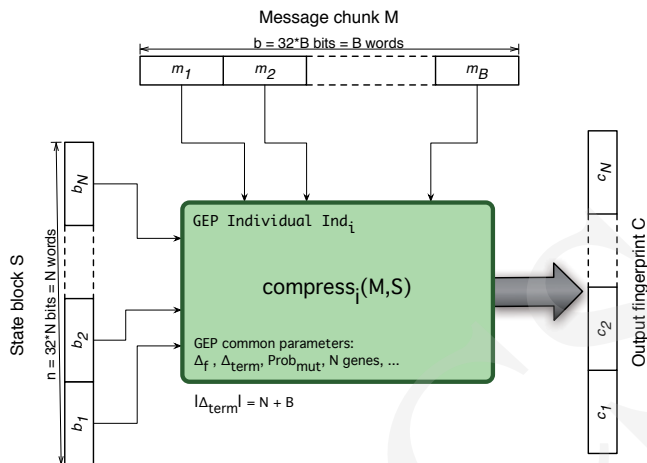 Message chunk M
b = 32*B bits = B words
m1 m2 mB
State block S
n = 32*N bits = N words
bN
b2
b1
GEP Individual Indi
compressi(M,S)
GEP common parameters:
Δf , Δterm, Probmut, N genes, ...
|Δterm| = N + B
Output fingerprint C
cN
c2
c1